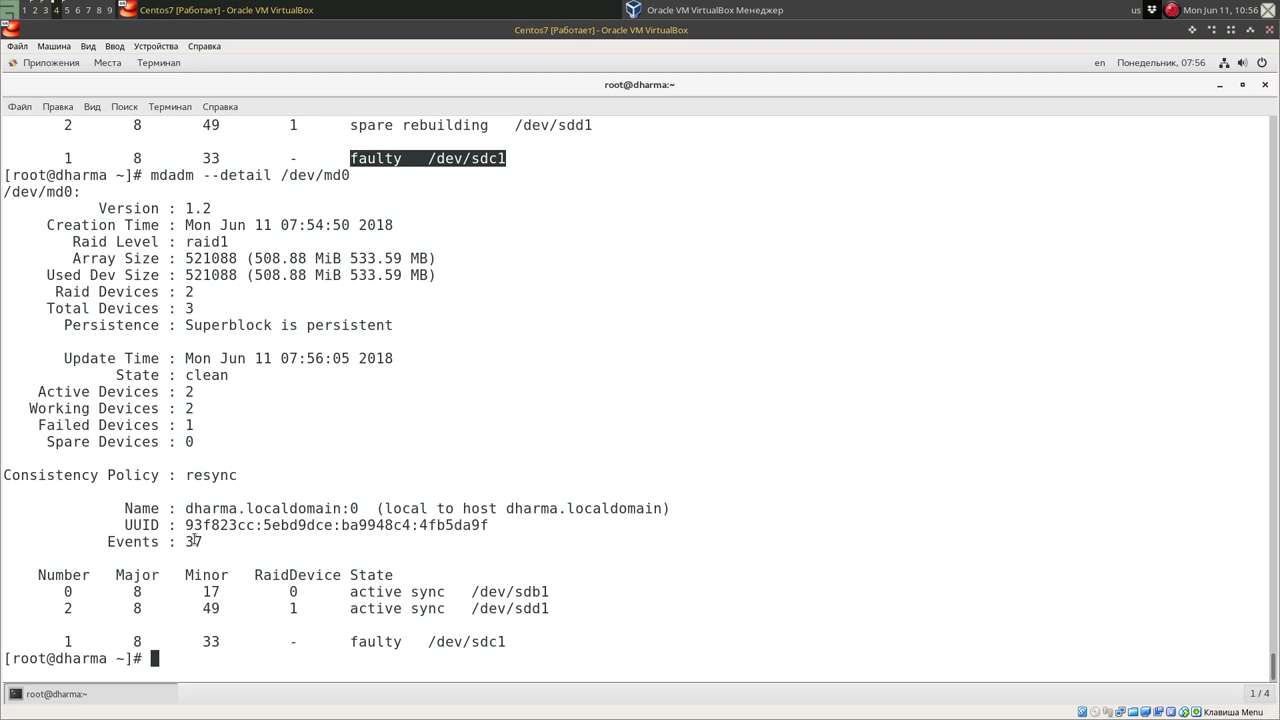 1 2 3 4 5 6 7 8 9 Centos7 [Работает] - Oracle VM VirtualBox Oracle VM VirtualBox Менеджер us Mon Jun 11, 10:56
Centos7 [Работает] - Oracle VM VirtualBox
Файл Машина Вид Ввод Устройства Справка
Приложения Места Терминал en Понедельник, 07:56
root@dharma:~
Файл Правка Вид Поиск Терминал Справка
2 8 49 1 spare rebuilding /dev/sdd1
1 8 33 - faulty /dev/sdc1
[root@dharma ~]# mdadm --detail /dev/md0
/dev/md0:
Version : 1.2
Creation Time : Mon Jun 11 07:54:50 2018
Raid Level : raid1
Array Size : 521088 (508.88 MiB 533.59 MB)
Used Dev Size : 521088 (508.88 MiB 533.59 MB)
Raid Devices : 2
Total Devices : 3
Persistence : Superblock is persistent
Update Time : Mon Jun 11 07:56:05 2018
State : clean
Active Devices : 2
Working Devices : 2
Failed Devices : 1
Spare Devices : 0
Consistency Policy : resync
Name : dharma.localdomain:0 (local to host dharma.localdomain)
UUID : 93f823cc:5ebd9dce:ba9948c4:4fb5da9f
Events : 37
Number Major Minor RaidDevice State
0 8 17 0 active sync /dev/sdb1
2 8 49 1 active sync /dev/sdd1
1 8 33 - faulty /dev/sdc1
[root@dharma ~]#
root@dharma:~ 1 / 4
Клавиша Menu